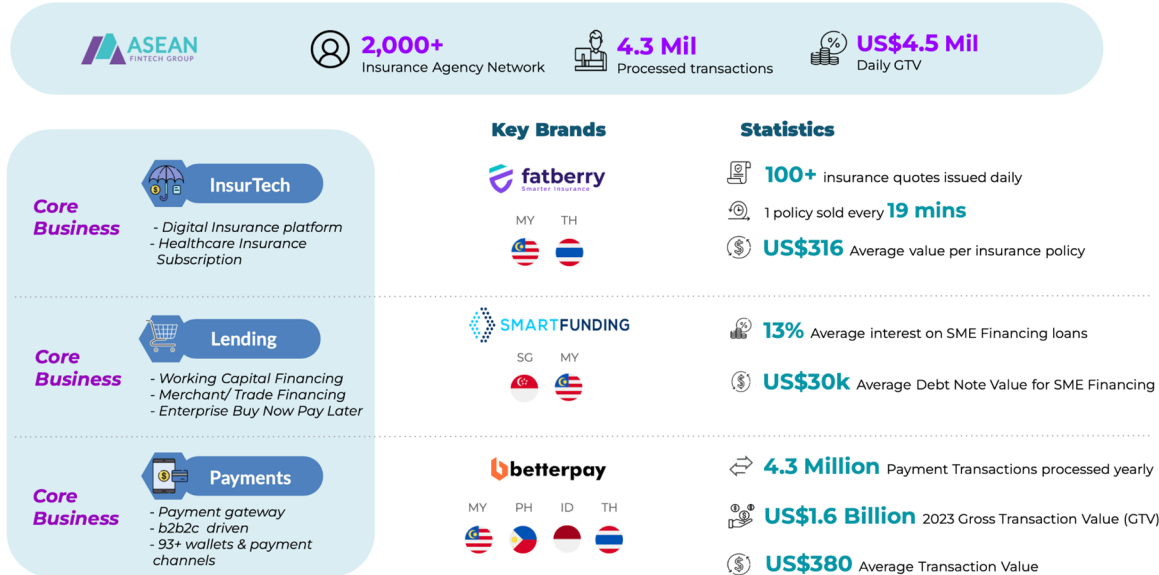 ASEAN
FINTECH GROUP
2,000+
Insurance Agency Network
4.3 Mil
Processed transactions
US$4.5 Mil
Daily GTV
Key Brands
Statistics
Core
Business
InsurTech
- Digital Insurance platform
- Healthcare Insurance
Subscription
fatberry
Smarter Insurance
MY TH
100+ insurance quotes issued daily
1 policy sold every 19 mins
US$316 Average value per insurance policy
Core
Business
Lending
- Working Capital Financing
- Merchant/ Trade Financing
- Enterprise Buy Now Pay Later
SMARTFUNDING
SG MY
13% Average interest on SME Financing loans
US$30k Average Debt Note Value for SME Financing
Core
Business
Payments
- Payment gateway
- b2b2c driven
- 93+ wallets & payment
channels
betterpay
MY PH ID TH
4.3 Million Payment Transactions processed yearly
US$1.6 Billion 2023 Gross Transaction Value (GTV)
US$380 Average Transaction Value